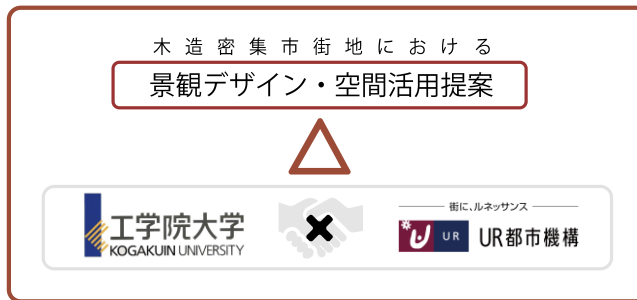 木造密集市街地における
景観デザイン・空間活用提案
工学院大学
KOGAKUIN UNIVERSITY
街に、ルネッサンス
UR UR都市機構